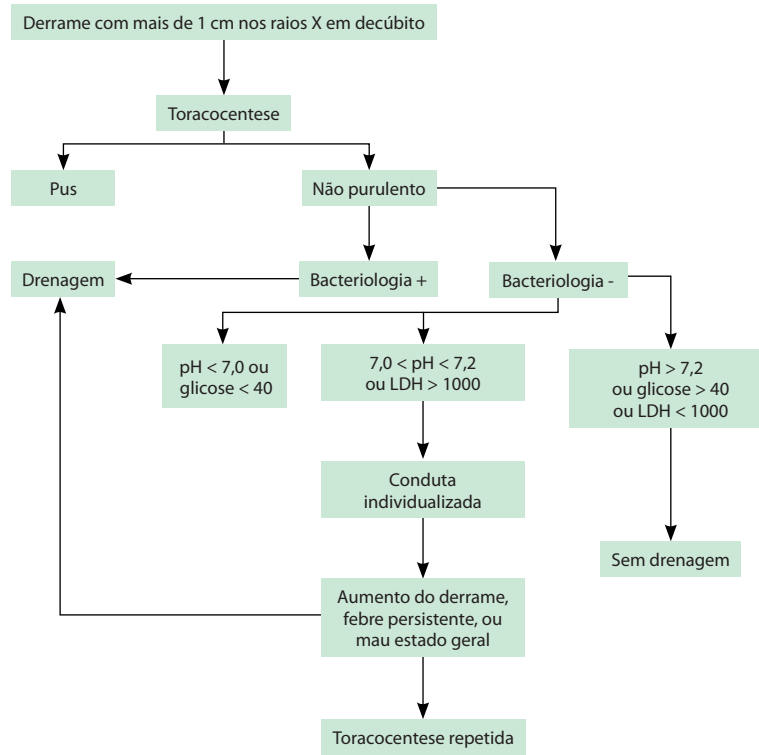 Derrame com mais de 1 cm nos raios X em decúbito
Toracocentese
Pus
Não purulento
Drenagem
Bacteriologia +
Bacteriologia -
pH < 7,0 ou
glicose < 40
7,0 < pH < 7,2
ou LDH > 1000
pH > 7,2
ou glicose > 40
ou LDH < 1000
Conduta
individualizada
Sem drenagem
Aumento do derrame,
febre persistente, ou
mau estado geral
Toracocentese repetida